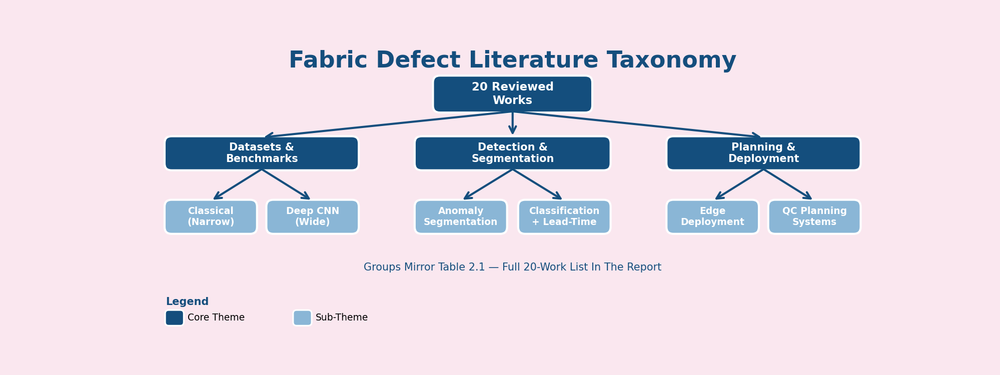 Fabric Defect Literature Taxonomy
20 Reviewed
Works
Datasets &
Benchmarks
Detection &
Segmentation
Planning &
Deployment
Classical
(Narrow)
Deep CNN
(Wide)
Anomaly
Segmentation
Classification
+ Lead-Time
Edge
Deployment
QC Planning
Systems
Groups Mirror Table 2.1 — Full 20-Work List In The Report
Legend
Core Theme
Sub-Theme